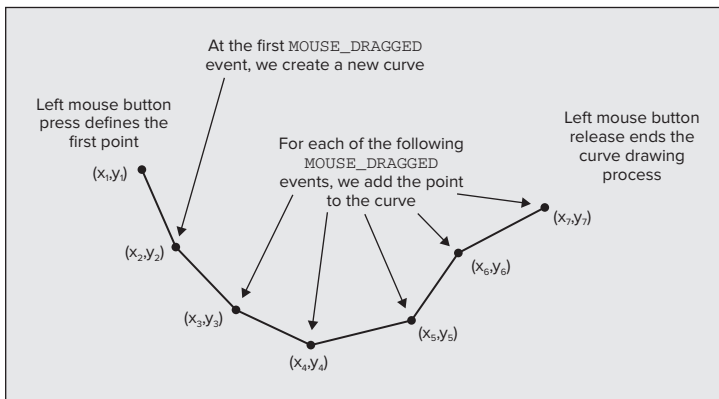 At the first MOUSE_DRAGGED
event, we create a new curve
Left mouse button
press defines the
first point
Left mouse button
release ends the
curve drawing
process
For each of the following
MOUSE_DRAGGED
events, we add the point
to the curve
(x₁,y₁)
(x₂,y₂)
(x₃,y₃)
(x₄,y₄)
(x₅,y₅)
(x₆,y₆)
(x₇,y₇)